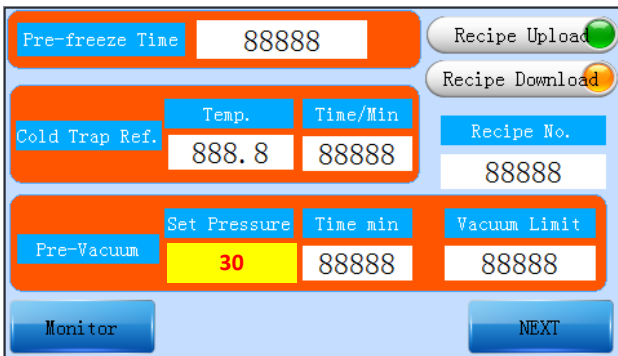 Pre-freeze Time 88888
Recipe Upload
Recipe Download
Cold Trap Ref.
Temp. Time/Min
888.8 88888
Recipe No.
88888
Pre-Vacuum
Set Pressure Time min Vacuum Limit
30 88888 88888
Monitor NEXT